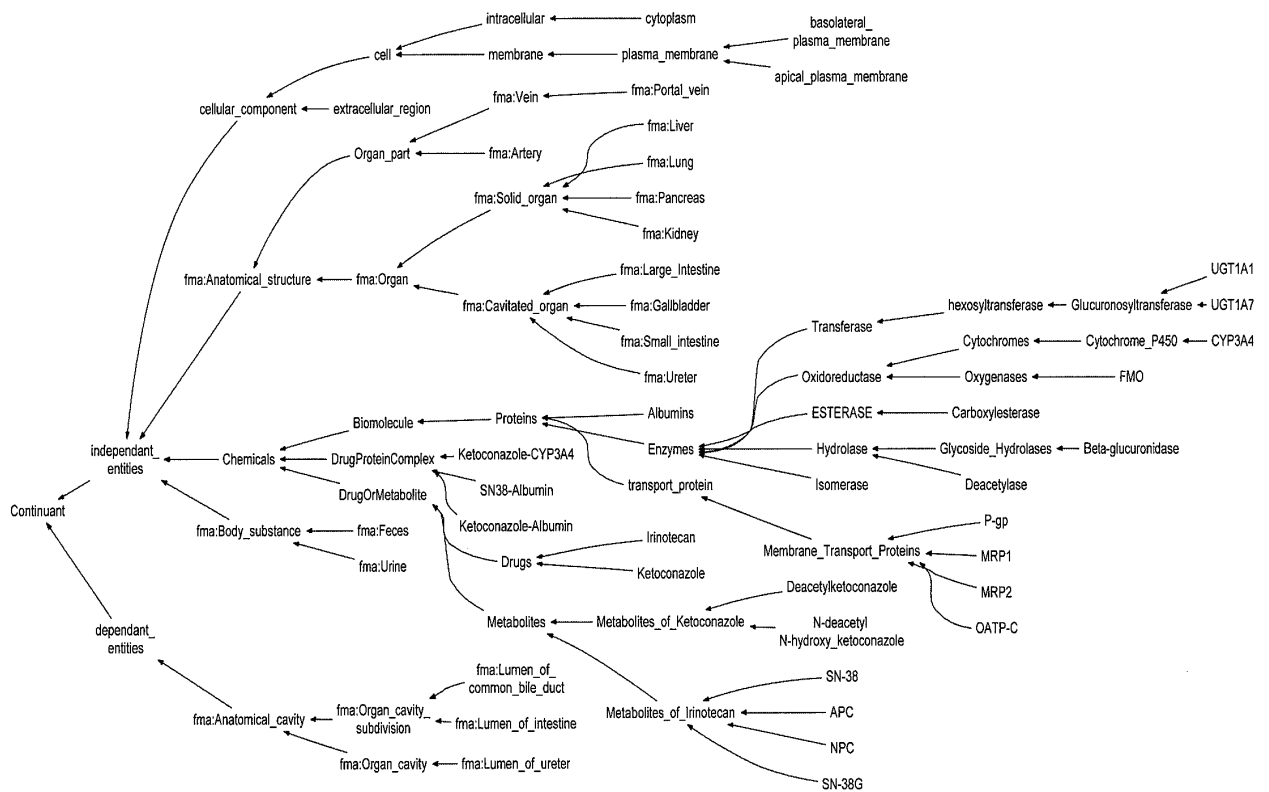 intracellular
cytoplasm
basolateral_
plasma_membrane
cell
membrane
plasma_membrane
apical_plasma_membrane
cellular_component
extracellular_region
fma:Vein
fma:Portal_vein
fma:Liver
Organ_part
fma:Artery
fma:Lung
fma:Solid_organ
fma:Pancreas
fma:Kidney
fma:Anatomical_structure
fma:Organ
fma:Large_Intestine
UGT1A1
fma:Cavitated_organ
fma:Gallbladder
hexosyltransferase
Glucuronosyltransferase
UGT1A7
Transferase
fma:Small_intestine
Cytochromes
Cytochrome_P450
CYP3A4
fma:Ureter
Oxidoreductase
Oxygenases
FMO
Biomolecule
Proteins
Albumins
ESTERASE
Carboxylesterase
independant_
entities
Chemicals
DrugProteinComplex
Ketoconazole-CYP3A4
Enzymes
Hydrolase
Glycoside_Hydrolases
Beta-glucuronidase
DrugOrMetabolite
SN38-Albumin
transport_protein
Isomerase
Deacetylase
Continuant
fma:Body_substance
fma:Feces
Ketoconazole-Albumin
P-gp
fma:Urine
Drugs
Irinotecan
Membrane_Transport_Proteins
MRP1
Ketoconazole
MRP2
Deacetylketoconazole
dependant_
entities
Metabolites
Metabolites_of_Ketoconazole
N-deacetyl
N-hydroxy_ketoconazole
OATP-C
fma:Lumen_of_
common_bile_duct
SN-38
fma:Anatomical_cavity
fma:Organ_cavity_
subdivision
fma:Lumen_of_intestine
Metabolites_of_Irinotecan
APC
NPC
fma:Organ_cavity
fma:Lumen_of_ureter
SN-38G